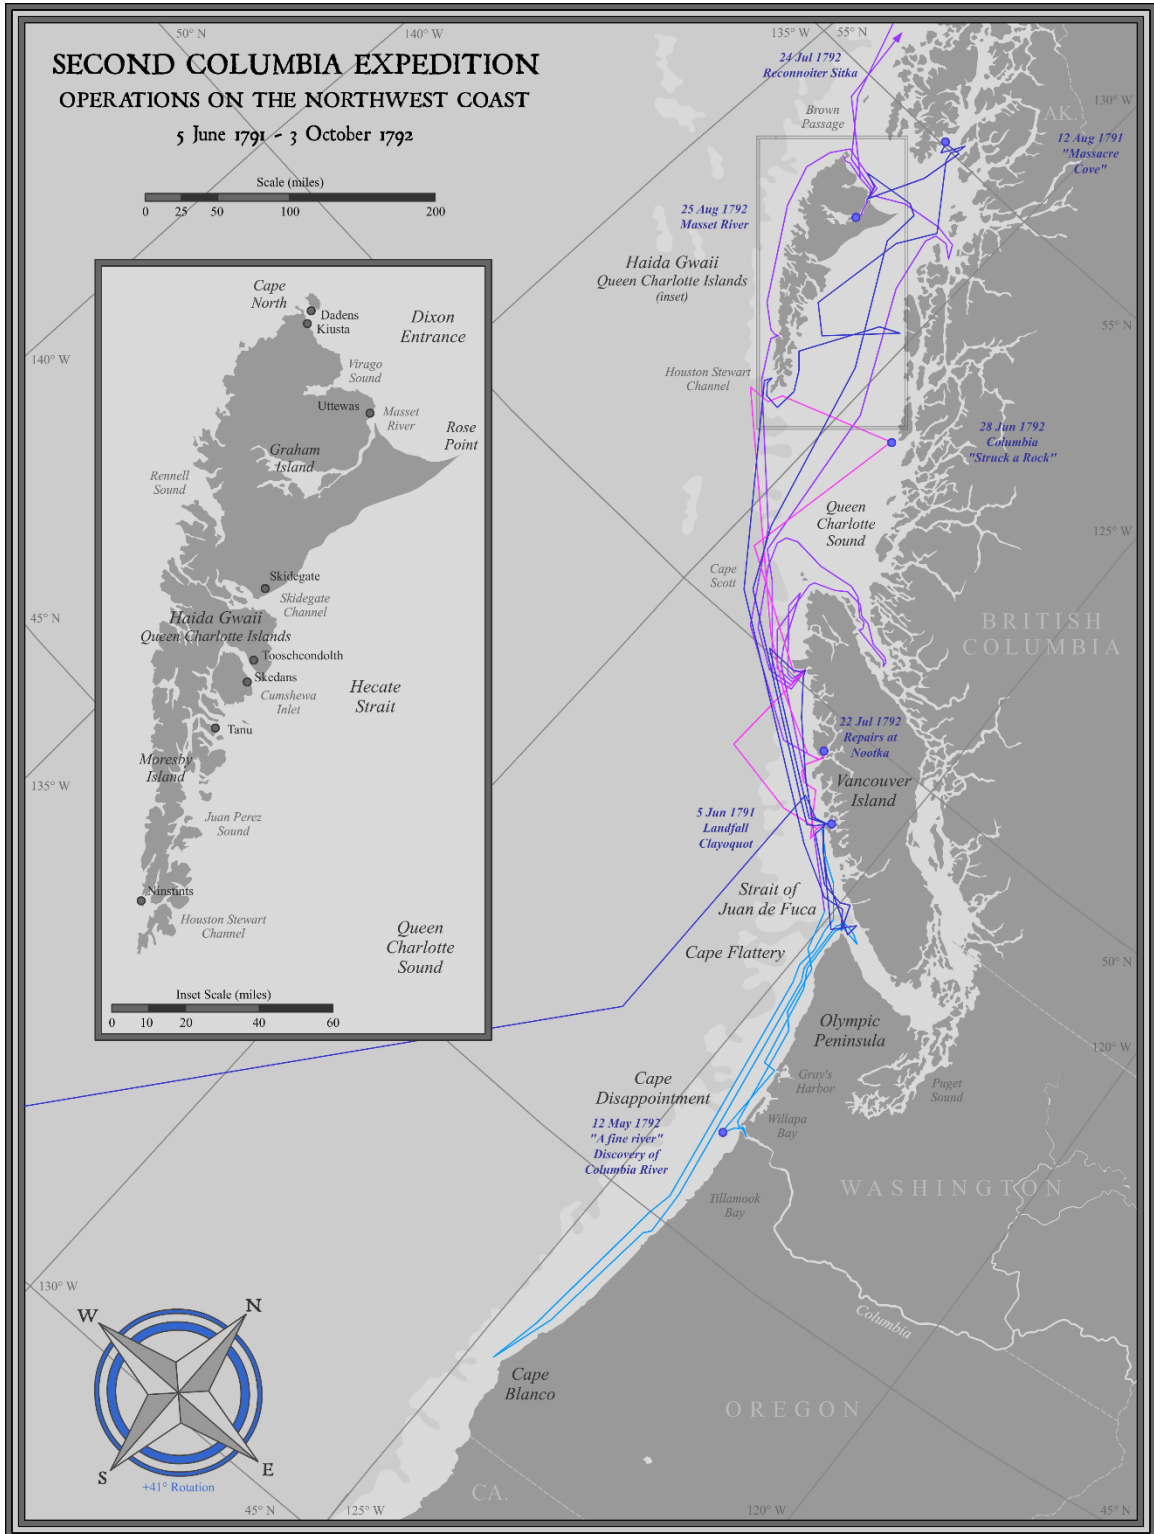 SECOND COLUMBIA EXPEDITION
OPERATIONS ON THE NORTHWEST COAST
5 June 1791 - 3 October 1792
Scale (miles)
0 25 50 100 200
50° N
140° W
135° W
55° N
130° W
AK.
24 Jul 1792
Reconnoiter Sitka
Brown
Passage
12 Aug 1791
"Massacre
Cove"
25 Aug 1792
Masset River
Haida Gwaii
Queen Charlotte Islands
(inset)
55° N
Houston Stewart
Channel
28 Jun 1792
Columbia
"Struck a Rock"
Queen
Charlotte
Sound
125° W
Cape
Scott
BRITISH
COLUMBIA
22 Jul 1792
Repairs at
Nootka
Vancouver
Island
5 Jun 1791
Landfall
Clayoquot
Strait of
Juan de Fuca
Cape Flattery
50° N
Olympic
Peninsula
120° W
Gray's
Harbor
Puget
Sound
Cape
Disappointment
Willapa
Bay
12 May 1792
"A fine river"
Discovery of
Columbia River
WASHINGTON
Tillamook
Bay
Columbia
Cape
Blanco
OREGON
CA.
120° W
45° N
140° W
45° N
135° W
130° W
45° N
125° W
Cape
North
Dadens
Kiusta
Dixon
Entrance
Virago
Sound
Uttewas
Masset
River
Rose
Point
Graham
Island
Rennell
Sound
Skidegate
Skidegate
Channel
Haida Gwaii
Queen Charlotte Islands
Tooschcondolth
Skedans
Cumshewa
Inlet
Hecate
Strait
Tanu
Moresby
Island
Juan Perez
Sound
Ninstints
Houston Stewart
Channel
Queen
Charlotte
Sound
Inset Scale (miles)
0 10 20 40 60
W
N
S
E
+41° Rotation